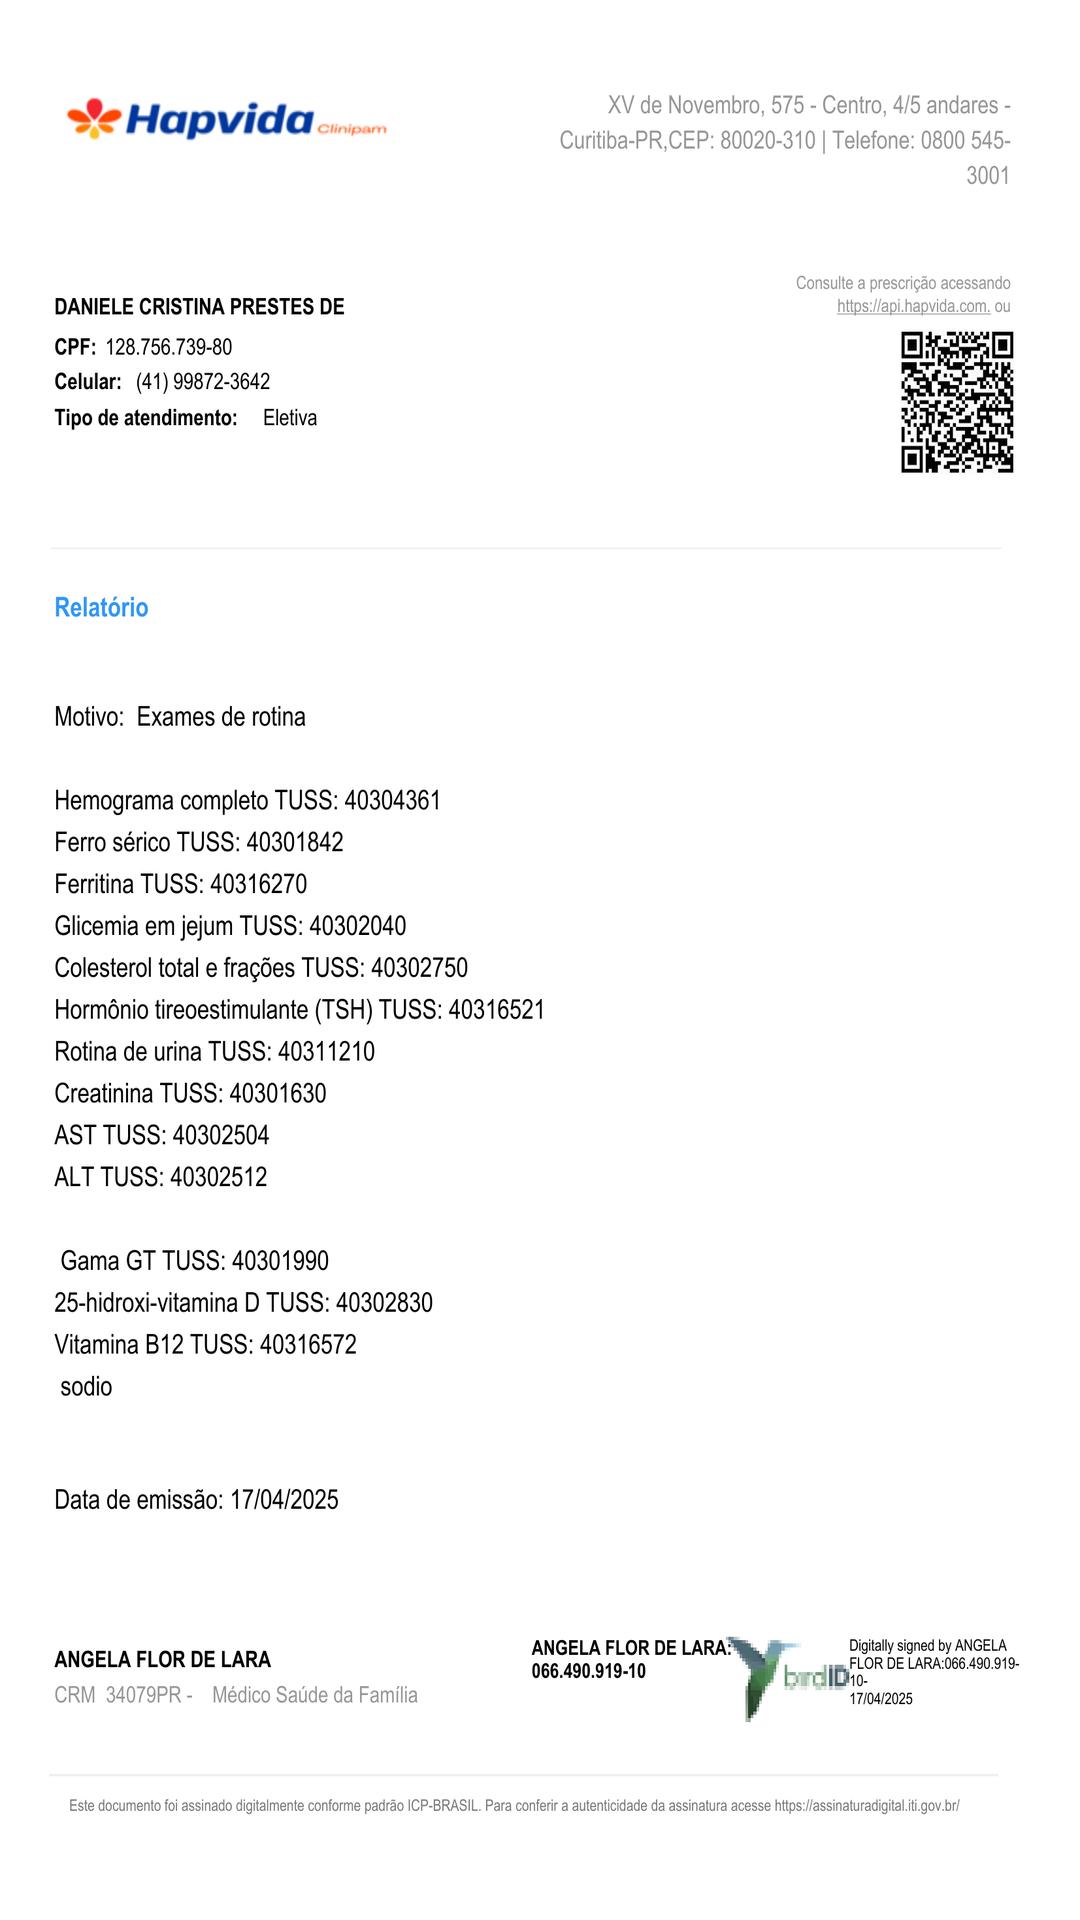 Hapvida Clinipam
XV de Novembro, 575 - Centro, 4/5 andares -
Curitiba-PR,CEP: 80020-310 | Telefone: 0800 545-
3001
Consulte a prescrição acessando
https://api.hapvida.com. ou
DANIELE CRISTINA PRESTES DE
CPF: 128.756.739-80
Celular: (41) 99872-3642
Tipo de atendimento: Eletiva
Relatório
Motivo: Exames de rotina
Hemograma completo TUSS: 40304361
Ferro sérico TUSS: 40301842
Ferritina TUSS: 40316270
Glicemia em jejum TUSS: 40302040
Colesterol total e frações TUSS: 40302750
Hormônio tireoestimulante (TSH) TUSS: 40316521
Rotina de urina TUSS: 40311210
Creatinina TUSS: 40301630
AST TUSS: 40302504
ALT TUSS: 40302512
Gama GT TUSS: 40301990
25-hidroxi-vitamina D TUSS: 40302830
Vitamina B12 TUSS: 40316572
sodio
Data de emissão: 17/04/2025
ANGELA FLOR DE LARA
CRM 34079PR - Médico Saúde da Família
ANGELA FLOR DE LARA:
066.490.919-10
birdID
Digitally signed by ANGELA
FLOR DE LARA:066.490.919-
10-
17/04/2025
Este documento foi assinado digitalmente conforme padrão ICP-BRASIL. Para conferir a autenticidade da assinatura acesse https://assinaturadigital.iti.gov.br/